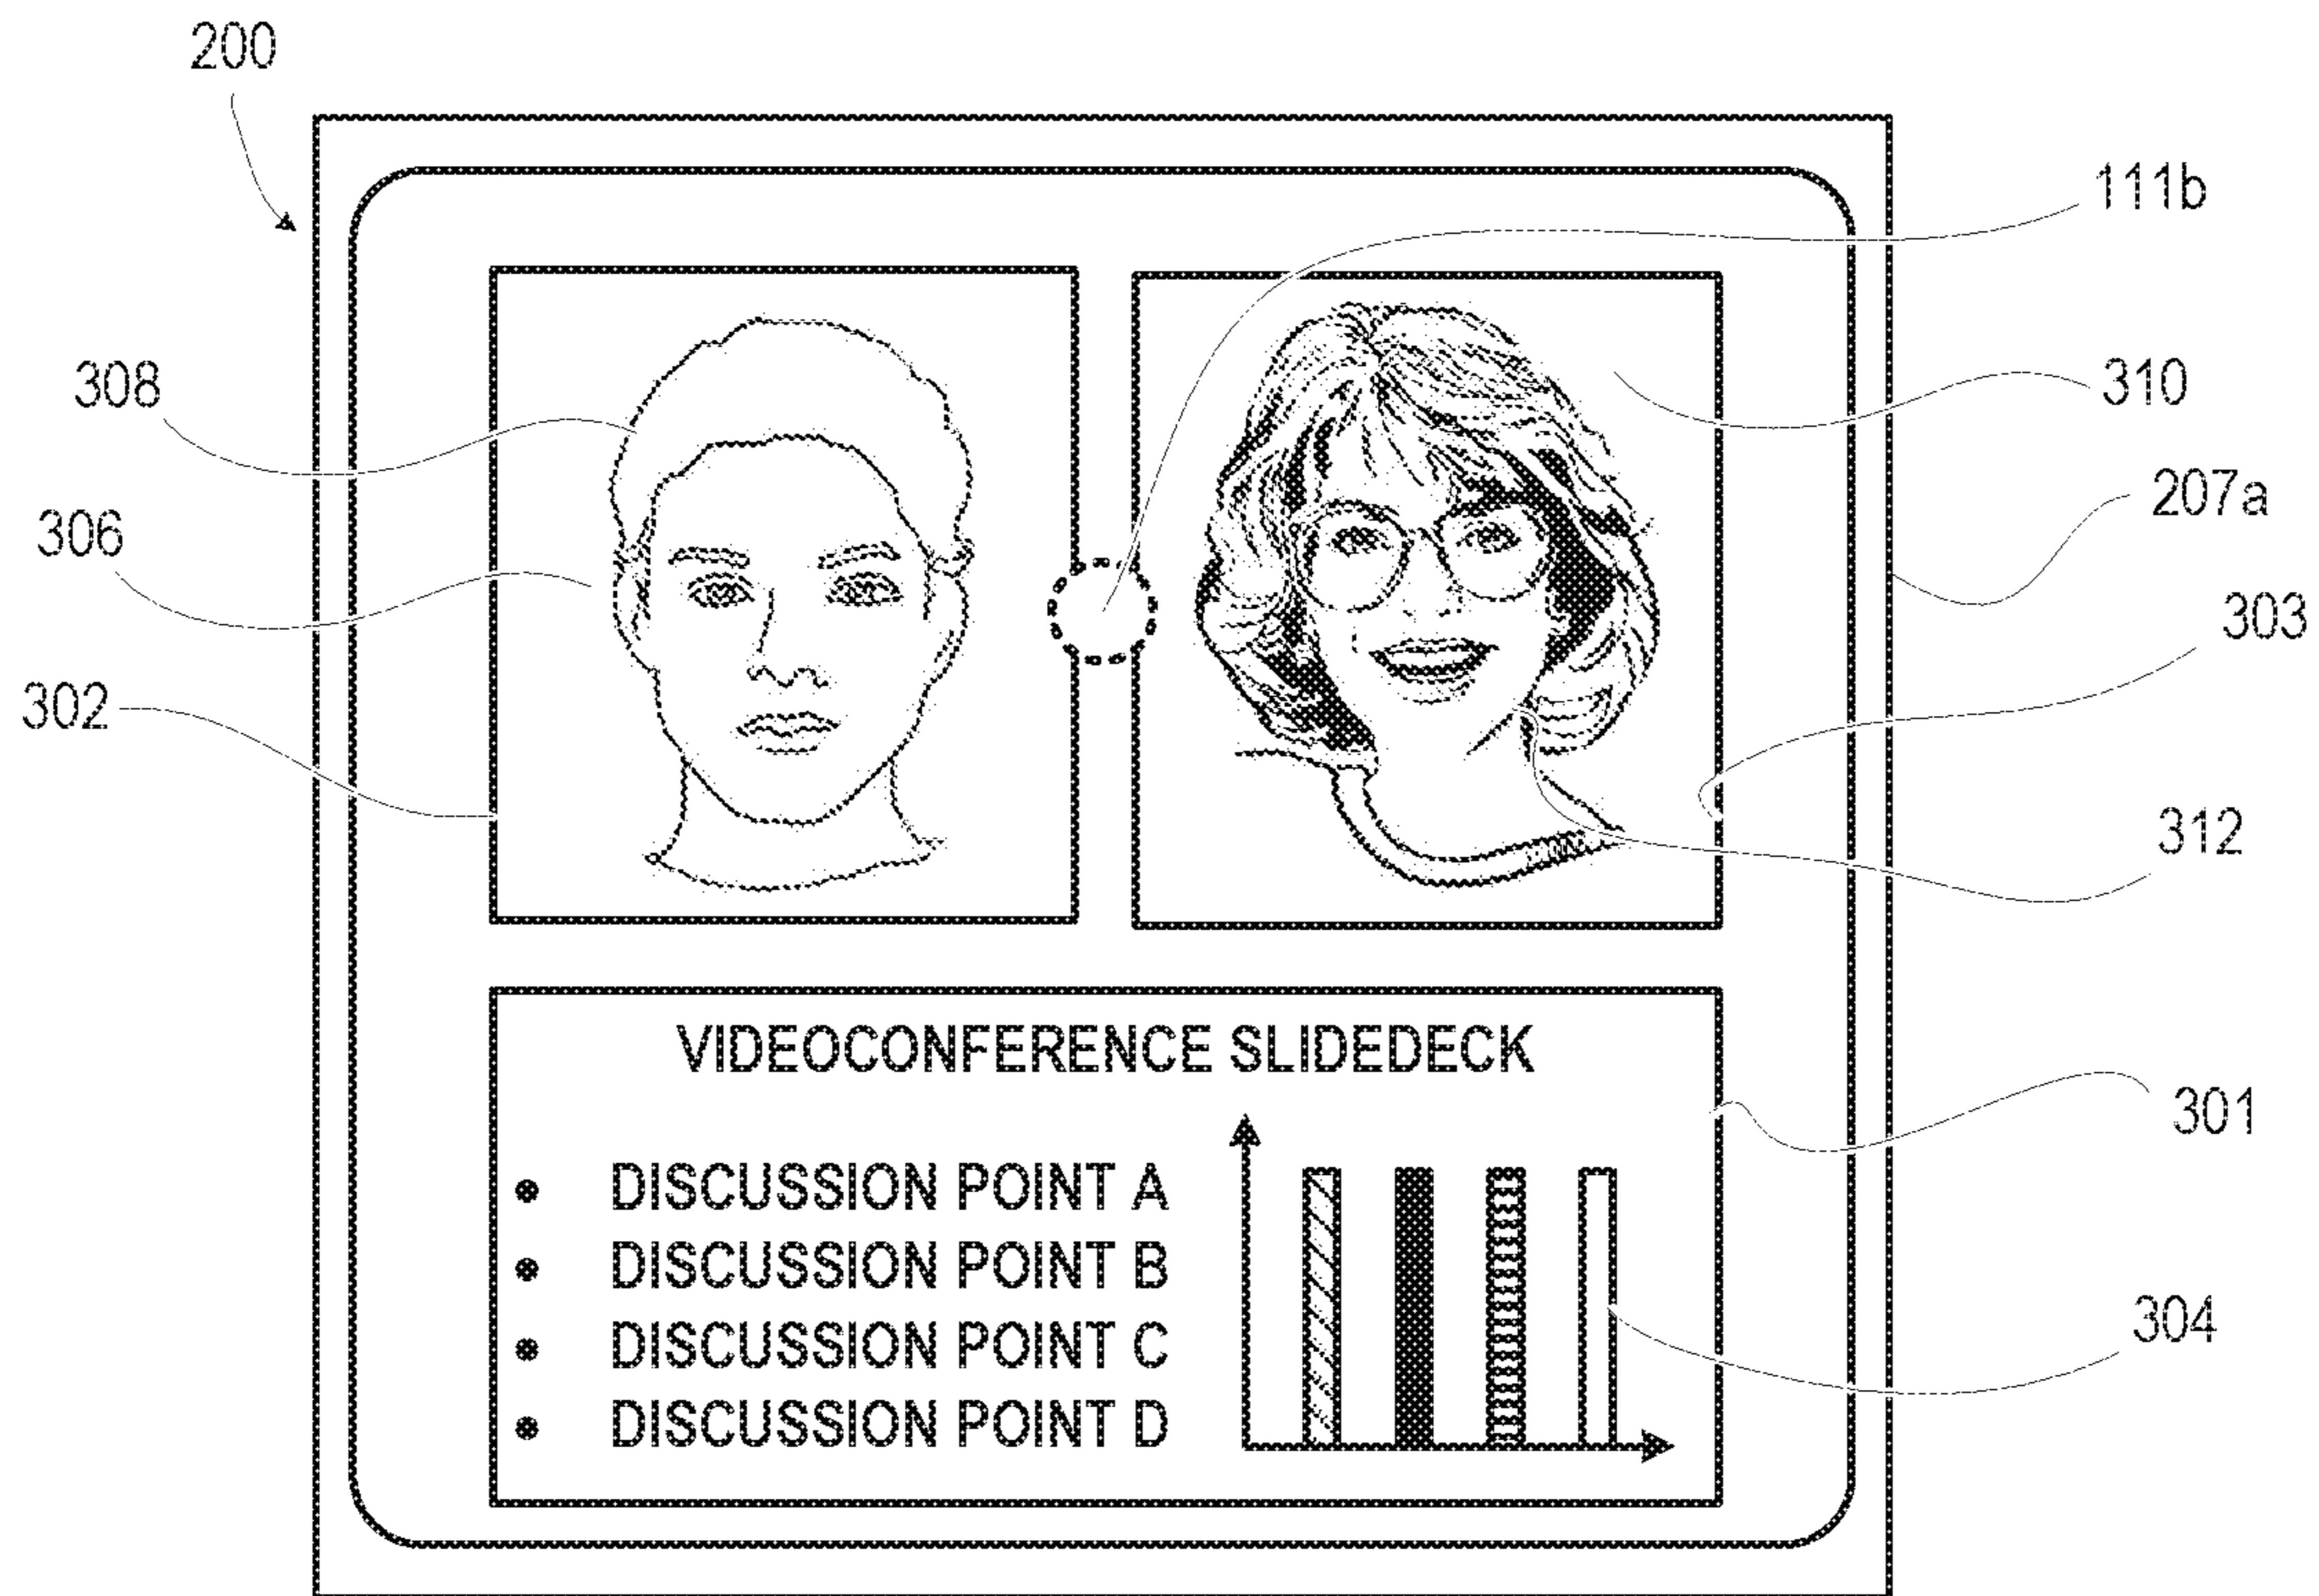 200
111b
310
308
207a
306
303
302
312
VIDEOCONFERENCE SLIDEDECK
301
• DISCUSSION POINT A
• DISCUSSION POINT B
304
• DISCUSSION POINT C
• DISCUSSION POINT D